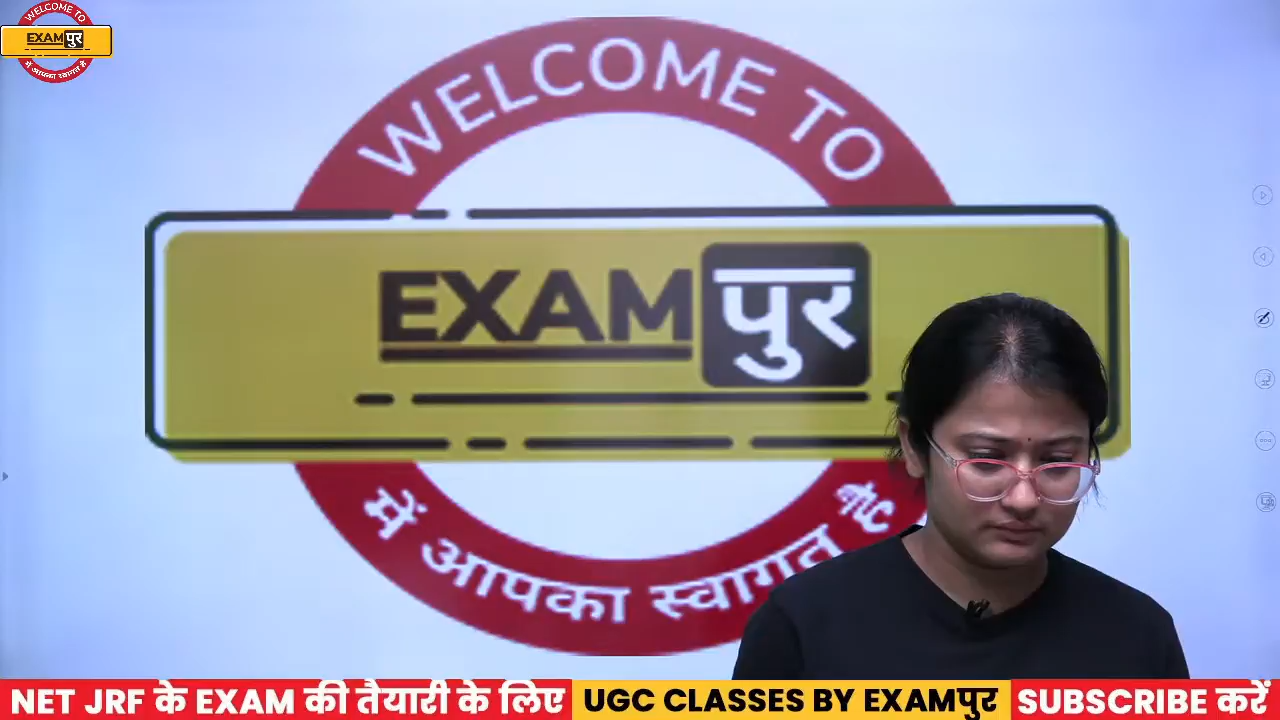 WELCOME TO
EXAMपुर
में आपका स्वागत है
WELCOME TO
EXAMपुर
में आपका स्वागत है
NET JRF के EXAM की तैयारी के लिए
UGC CLASSES BY EXAMपुर
SUBSCRIBE करें